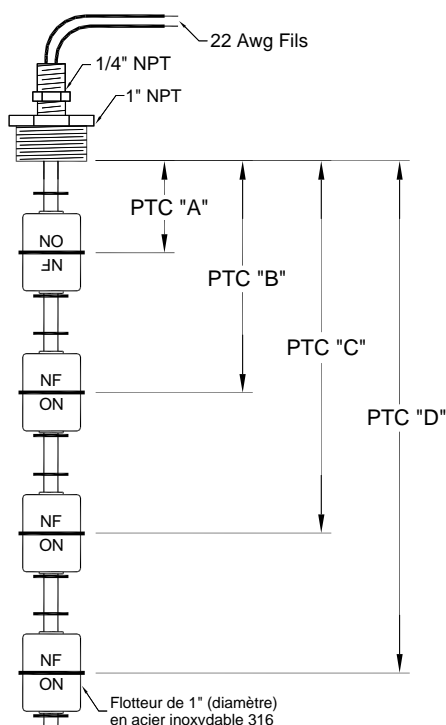 22 Awg Fils
1/4" NPT
1" NPT
PTC "A"
NO
NF
PTC "B"
PTC "C"
NF
ON
PTC "D"
NF
ON
NF
ON
Flotteur de 1" (diamètre)
en acier inoxydable 316